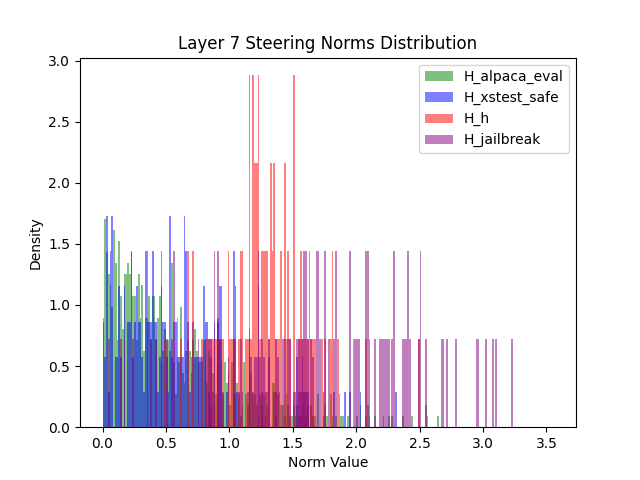 Layer 7 Steering Norms Distribution
H_alpaca_eval
H_xstest_safe
H_h
H_jailbreak
3.0
2.5
2.0
1.5
1.0
0.5
0.0
Density
0.0 0.5 1.0 1.5 2.0 2.5 3.0 3.5
Norm Value